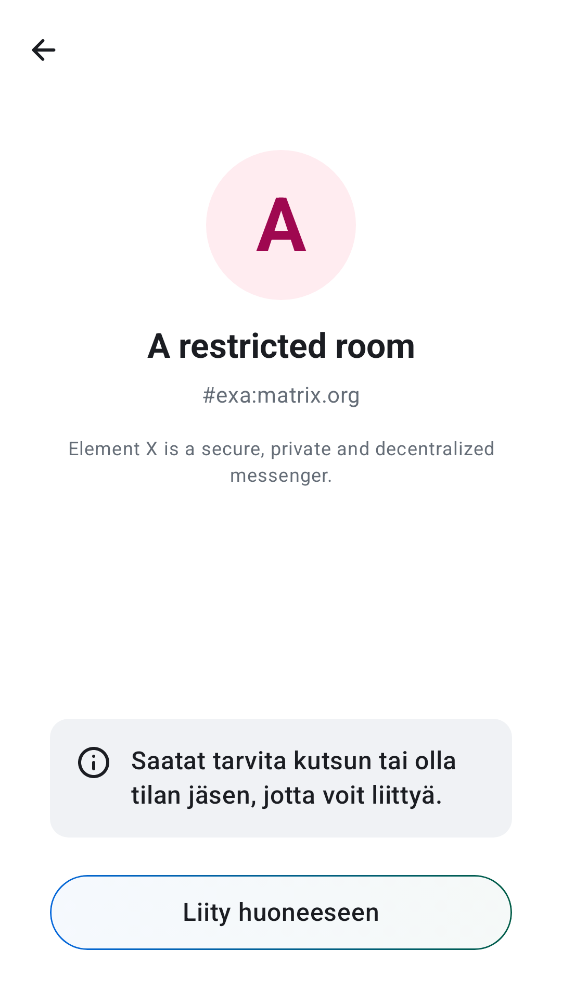 A
A restricted room
#exa:matrix.org
Element X is a secure, private and decentralized
messenger.
Saatat tarvita kutsun tai olla
tilan jäsen, jotta voit liittyä.
Liity huoneeseen